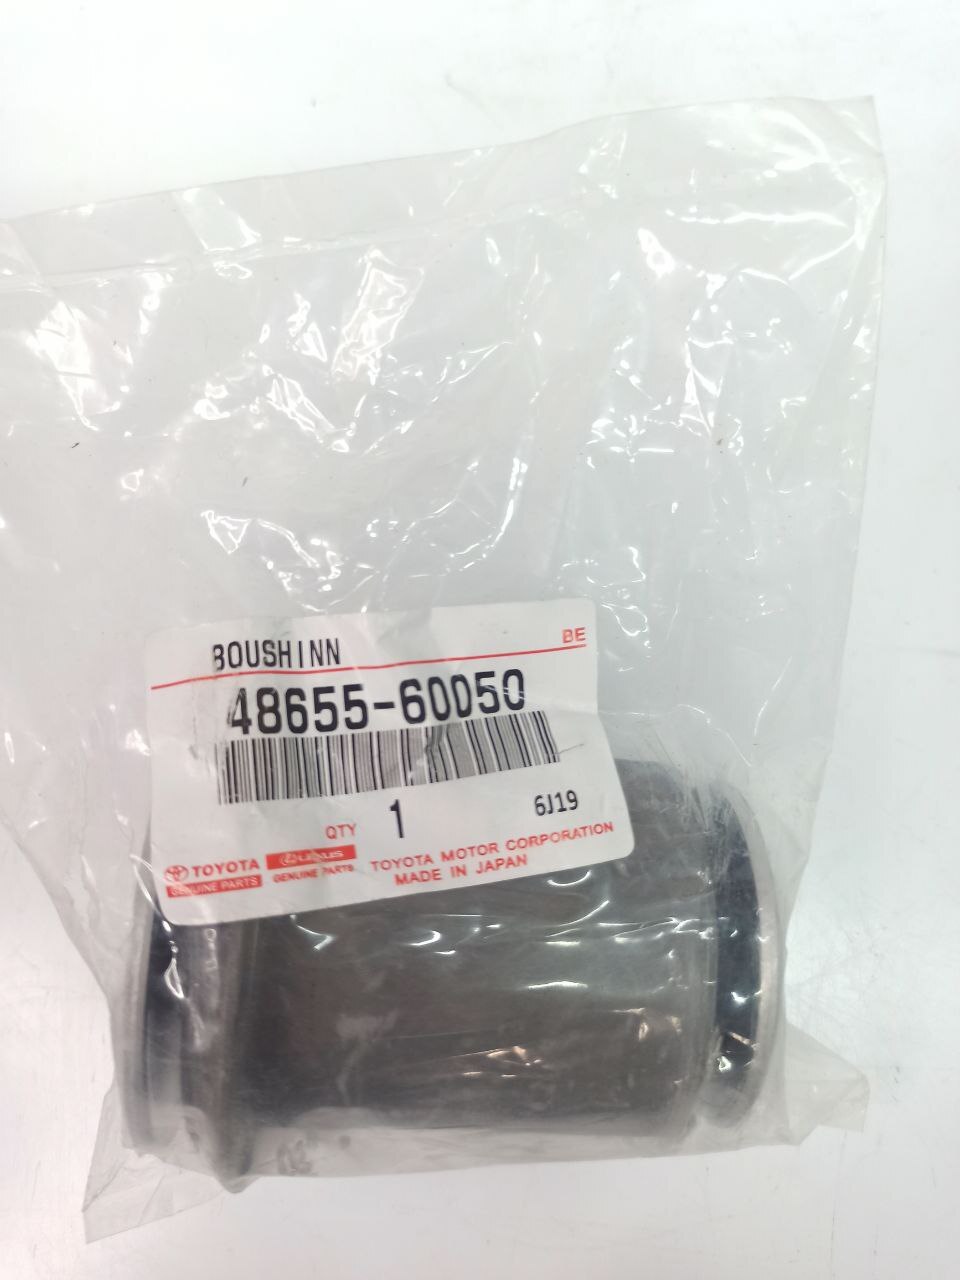 BOUSHINN
BE
48655-60050
QTY 1 6J19
TOYOTA LEXUS TOYOTA MOTOR CORPORATION
GENUINE PARTS GENUINE PARTS MADE IN JAPAN